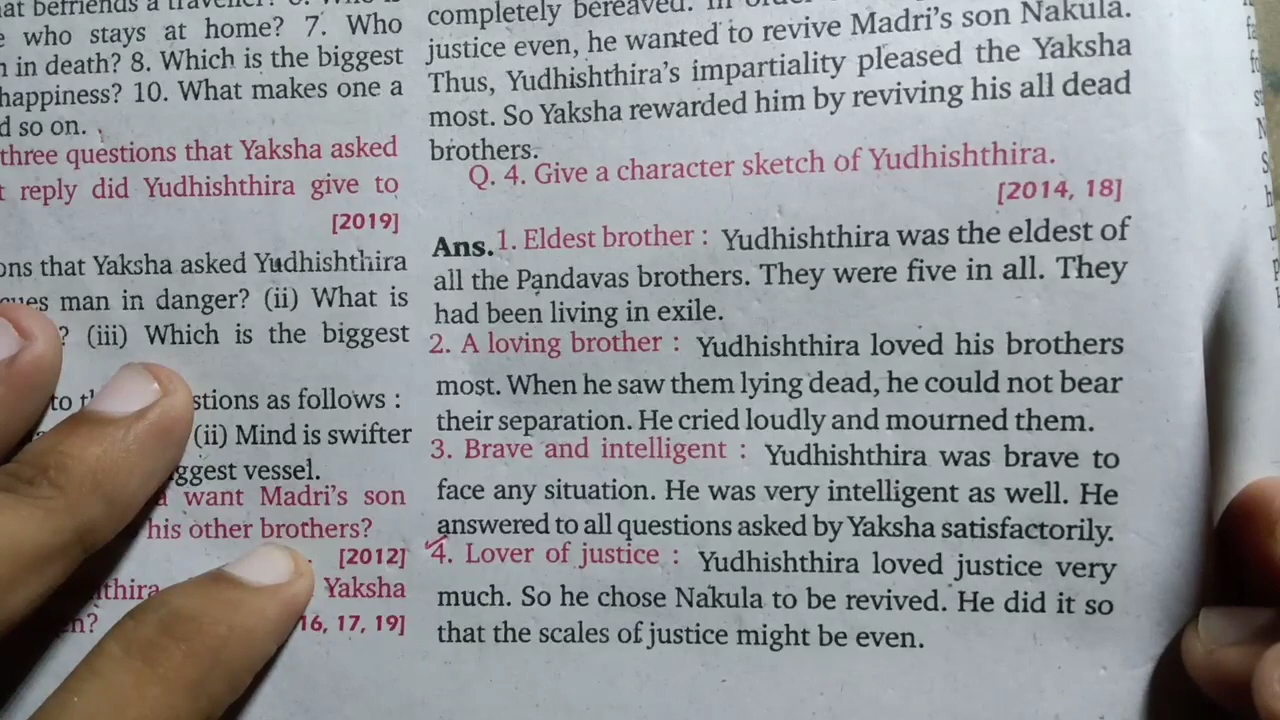 at befriends a traveller?
who stays at home? 7. Who
in death? 8. Which is the biggest
happiness? 10. What makes one a
d so on.
three questions that Yaksha asked
t reply did Yudhishthira give to
[2019]
ons that Yaksha asked Yudhishthira
cues man in danger? (ii) What is
? (iii) Which is the biggest
to stions as follows :
(ii) Mind is swifter
ggest vessel.
want Madri's son
his other brothers?
[2012]
thira Yaksha
n?
16, 17, 19]
completely bereaved. In order
justice even, he wanted to revive Madri's son Nakula.
Thus, Yudhishthira's impartiality pleased the Yaksha
most. So Yaksha rewarded him by reviving his all dead
brothers.
Q. 4. Give a character sketch of Yudhishthira.
[2014, 18]
Ans. 1. Eldest brother : Yudhishthira was the eldest of
all the Pandavas brothers. They were five in all. They
had been living in exile.
2. A loving brother : Yudhishthira loved his brothers
most. When he saw them lying dead, he could not bear
their separation. He cried loudly and mourned them.
3. Brave and intelligent : Yudhishthira was brave to
face any situation. He was very intelligent as well. He
answered to all questions asked by Yaksha satisfactorily.
4. Lover of justice : Yudhishthira loved justice very
much. So he chose Nakula to be revived. He did it so
that the scales of justice might be even.